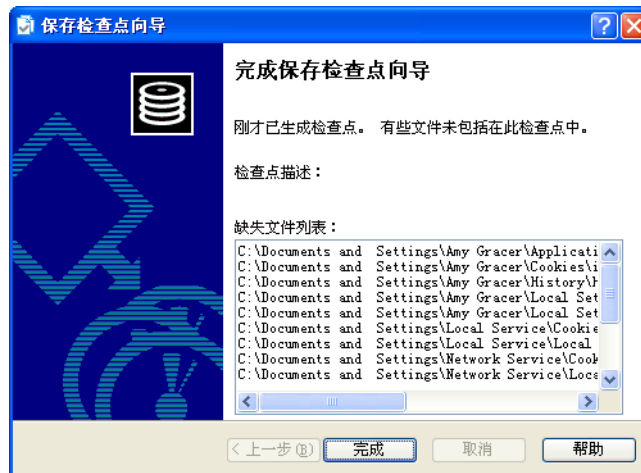 保存检查点向导
完成保存检查点向导
刚才已生成检查点。 有些文件未包括在此检查点中。
检查点描述：
缺失文件列表：
C:\Documents and  Settings\Amy Gracer\Applicati
C:\Documents and  Settings\Amy Gracer\Cookies\i
C:\Documents and  Settings\Amy Gracer\History\H
C:\Documents and  Settings\Amy Gracer\Local Set
C:\Documents and  Settings\Amy Gracer\Local Set
C:\Documents and  Settings\Local Service\Cookie
C:\Documents and  Settings\Local Service\Local
C:\Documents and  Settings\Network Service\Cook
C:\Documents and  Settings\Network Service\Loca
< 上一步(B) 完成 取消 帮助